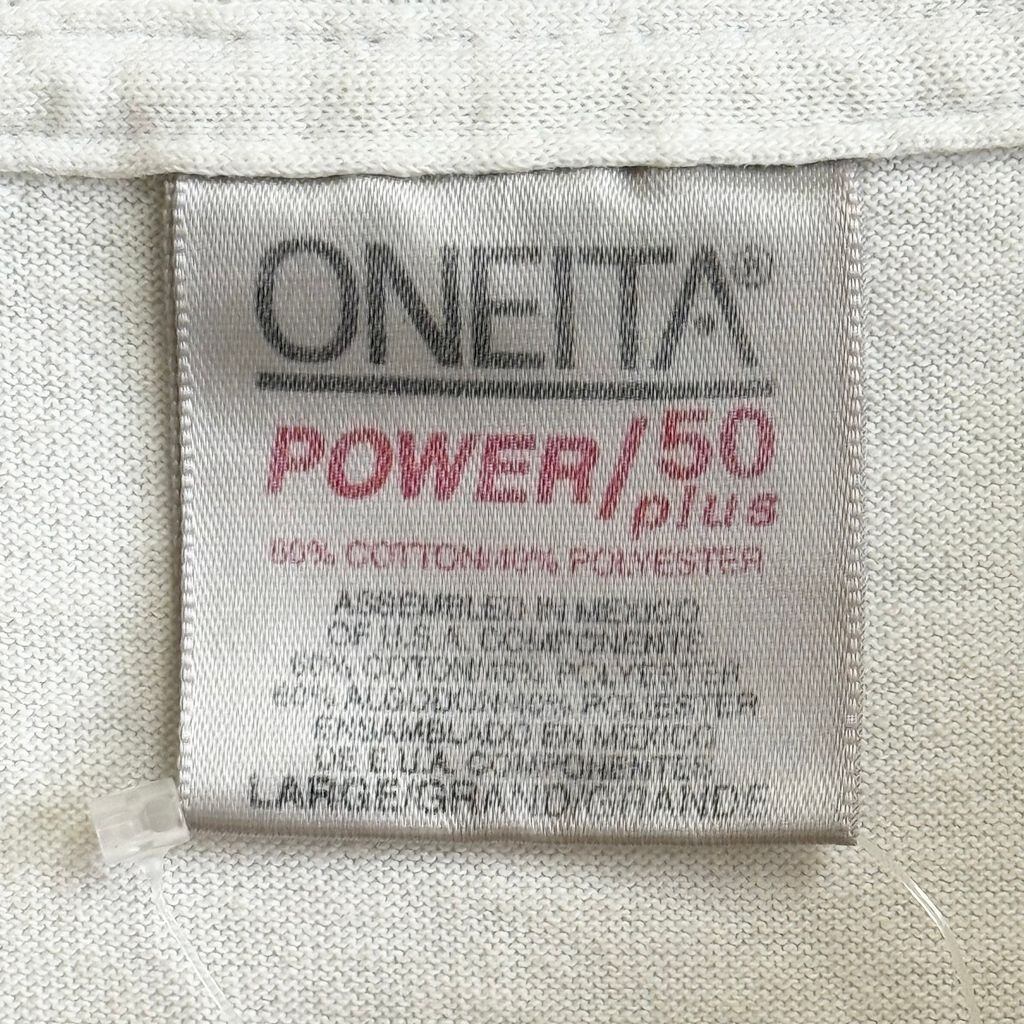 ONEITA®
POWER/50
plus
60% COTTON/40% POLYESTER
ASSEMBLED IN MEXICO
OF U.S.A. COMPONENTS
60% COTTON/40% POLYESTER
60% ALGODON/40% POLIESTER
ENSAMBLADO EN MEXICO
DE E.U.A. COMPONENTES
LARGE/GRAND/GRANDE